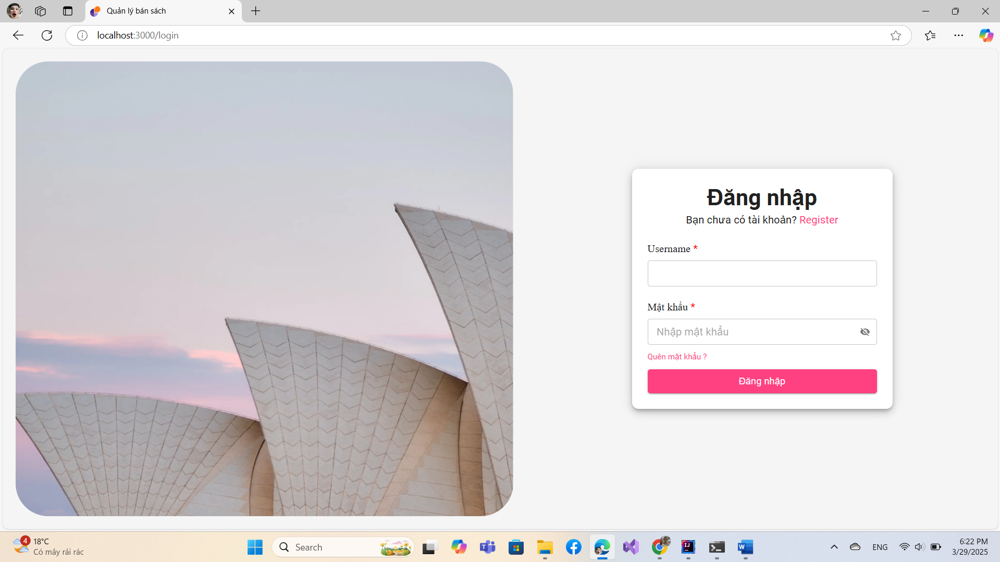 Quản lý bán sách
localhost:3000/login
Đăng nhập
Bạn chưa có tài khoản? Register
Username *
Mật khẩu *
Nhập mật khẩu
Quên mật khẩu ?
Đăng nhập
4
18°C
Có mây rải rác
Search
ENG
6:22 PM
3/29/2025